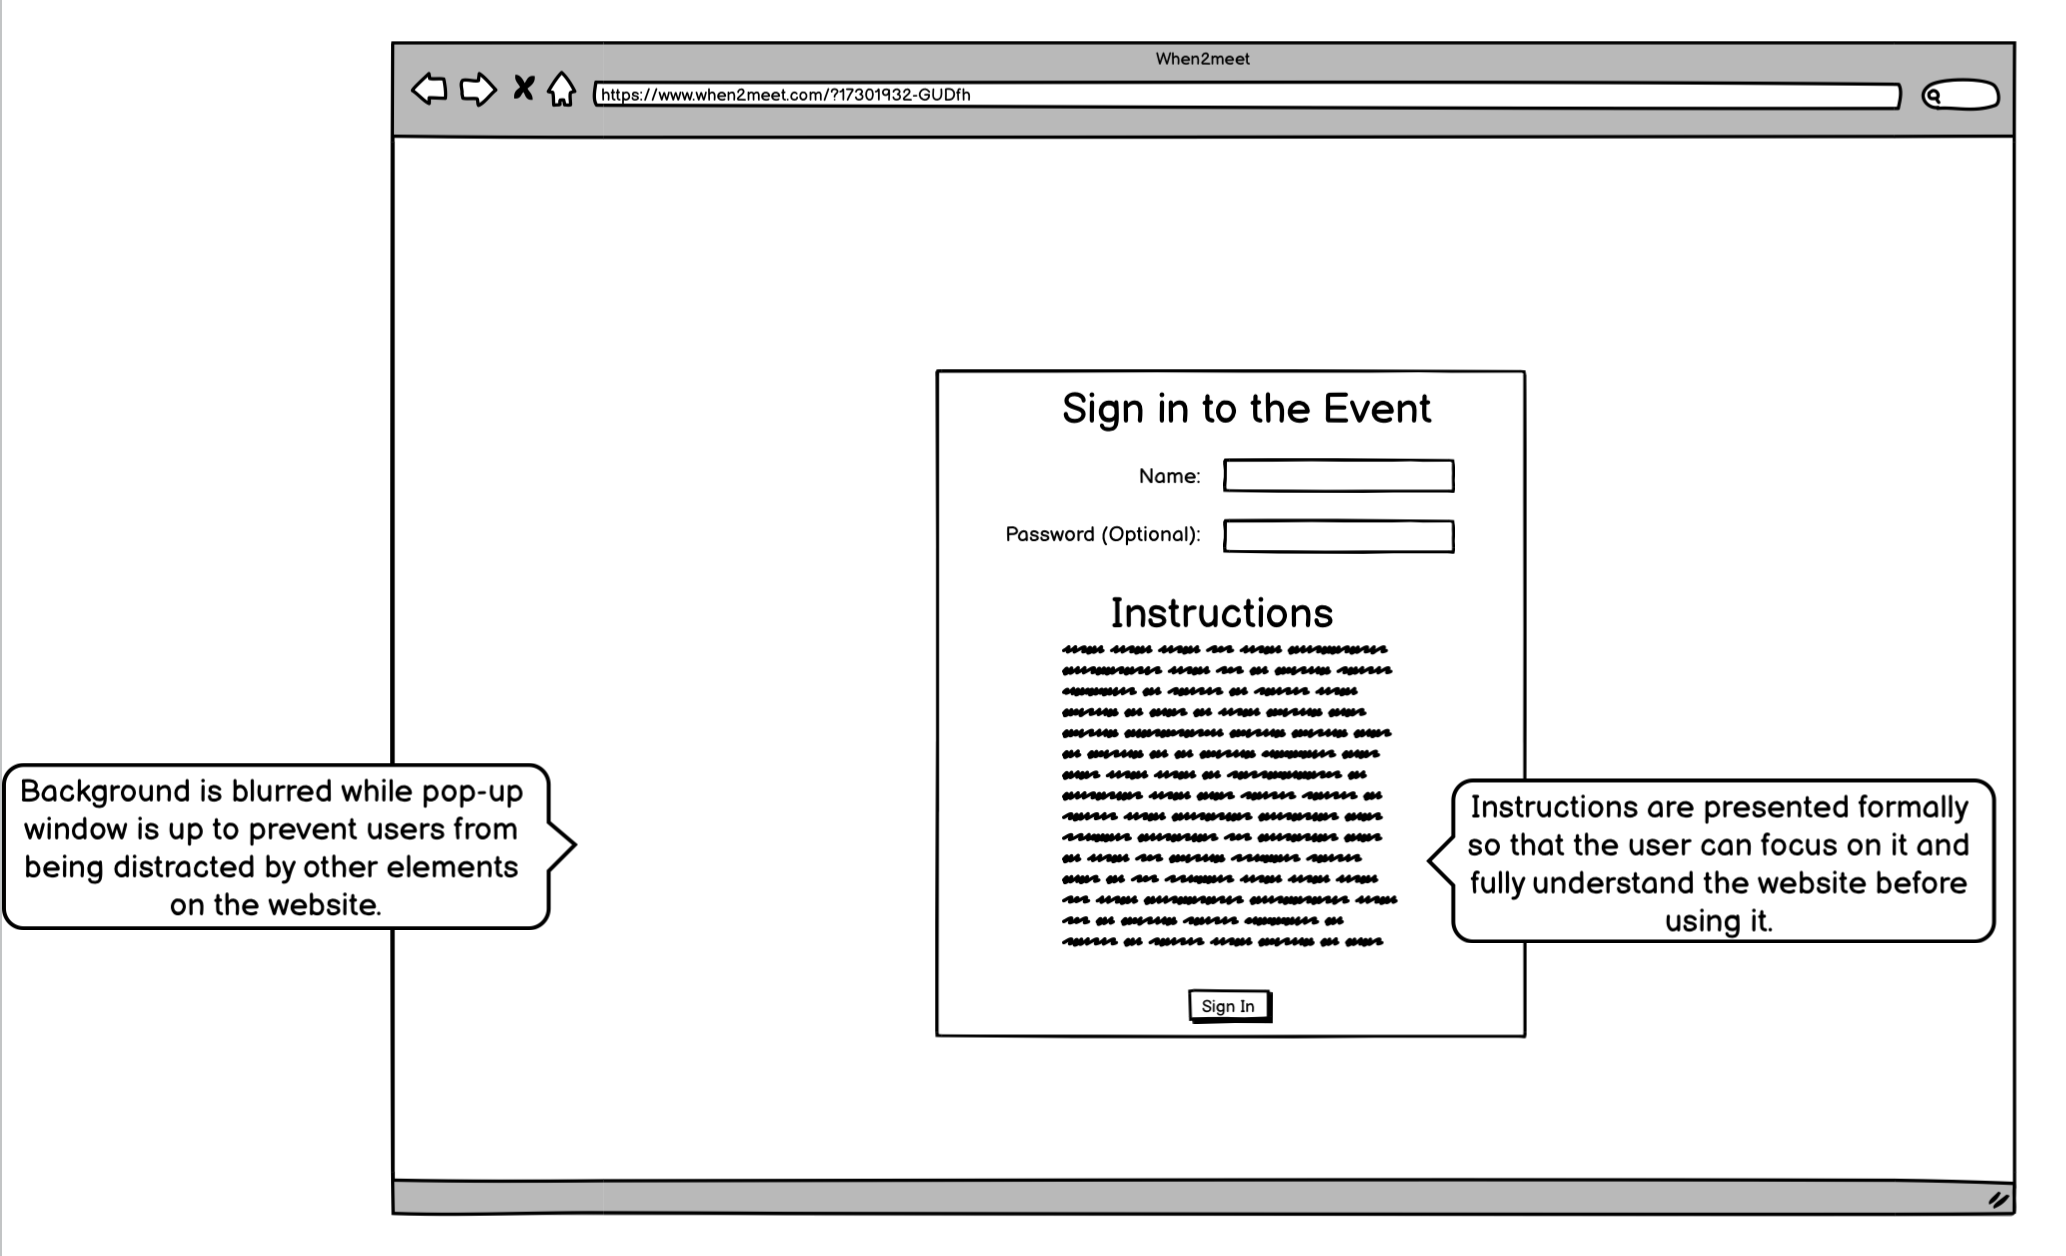 When2meet
https://www.when2meet.com/?17301932-GUDfh
Sign in to the Event
Name:
Password (Optional):
Instructions
Background is blurred while pop-up
window is up to prevent users from
being distracted by other elements
on the website.
Instructions are presented formally
so that the user can focus on it and
fully understand the website before
using it.
Sign In